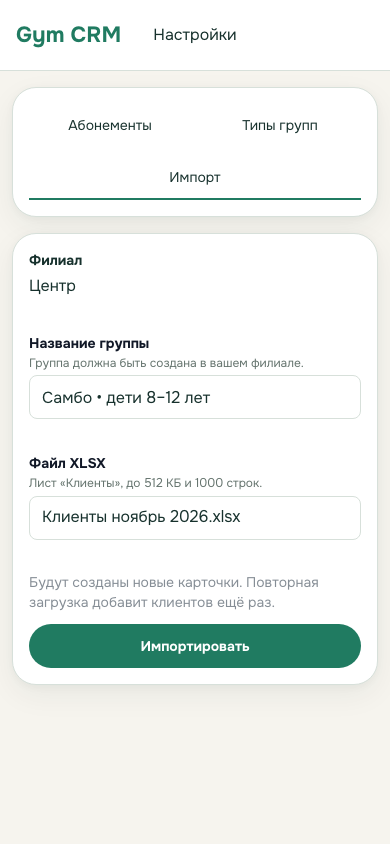 Gym CRM Настройки
Абонементы Типы групп
Импорт
Филиал
Центр
Название группы
Группа должна быть создана в вашем филиале.
Самбо • дети 8–12 лет
Файл XLSX
Лист «Клиенты», до 512 КБ и 1000 строк.
Клиенты ноябрь 2026.xlsx
Будут созданы новые карточки. Повторная
загрузка добавит клиентов ещё раз.
Импортировать